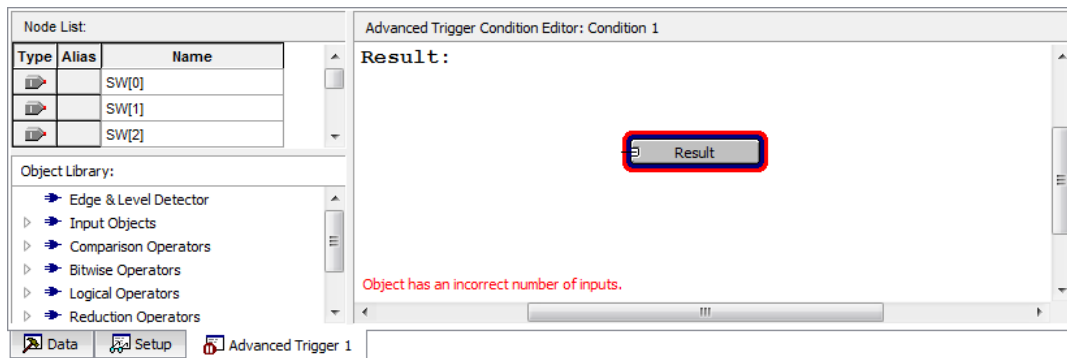 Node List:
Type Alias Name
SW[0]
SW[1]
SW[2]
Object Library:
Edge & Level Detector
Input Objects
Comparison Operators
Bitwise Operators
Logical Operators
Reduction Operators
Advanced Trigger Condition Editor: Condition 1
Result:
Result
Object has an incorrect number of inputs.
Data Setup Advanced Trigger 1